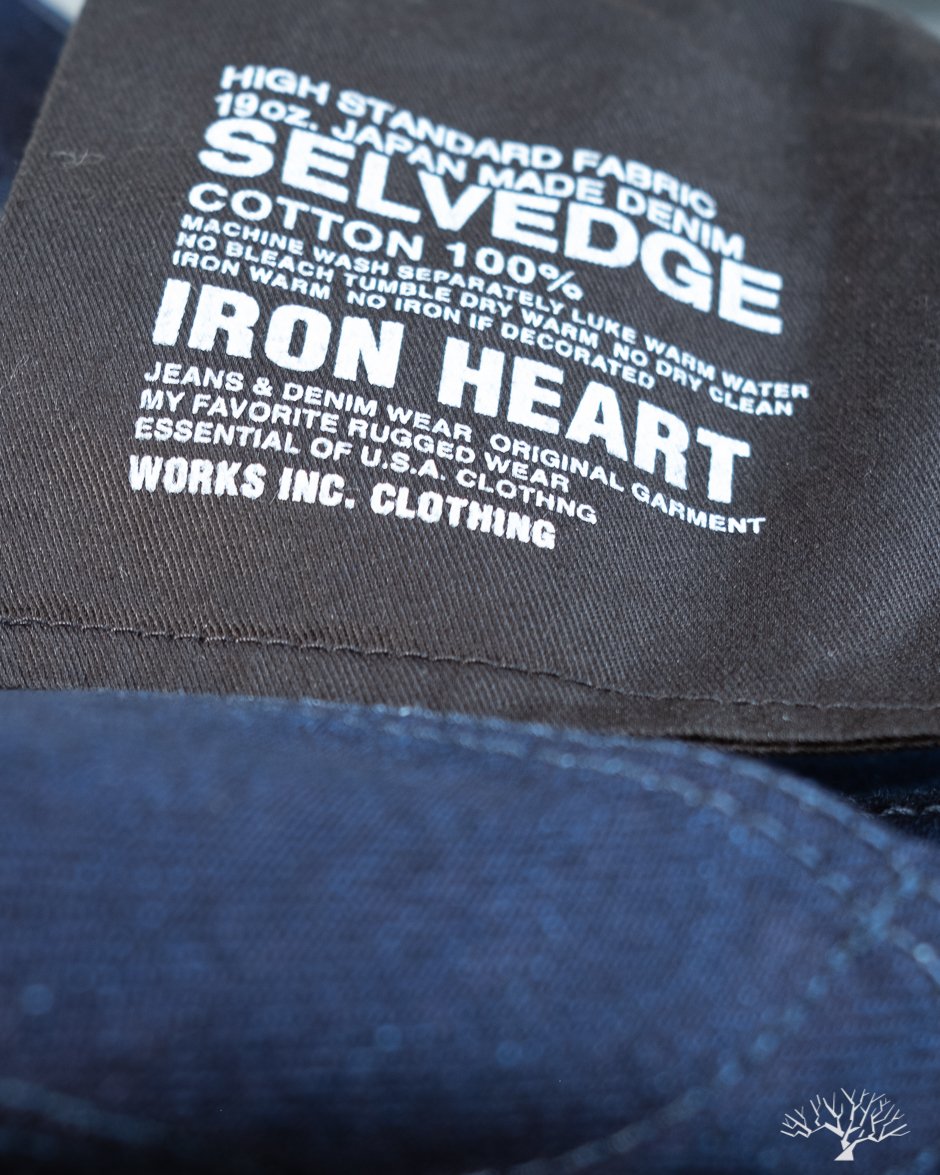 HIGH STANDARD FABRIC
19oz. JAPAN MADE DENIM
SELVEDGE
COTTON 100%
MACHINE WASH SEPARATELY LUKE WARM WATER
NO BLEACH TUMBLE DRY WARM NO DRY CLEAN
IRON WARM NO IRON IF DECORATED
IRON HEART
JEANS & DENIM WEAR ORIGINAL GARMENT
MY FAVORITE RUGGED WEAR
ESSENTIAL OF U.S.A. CLOTHNG
WORKS INC. CLOTHING